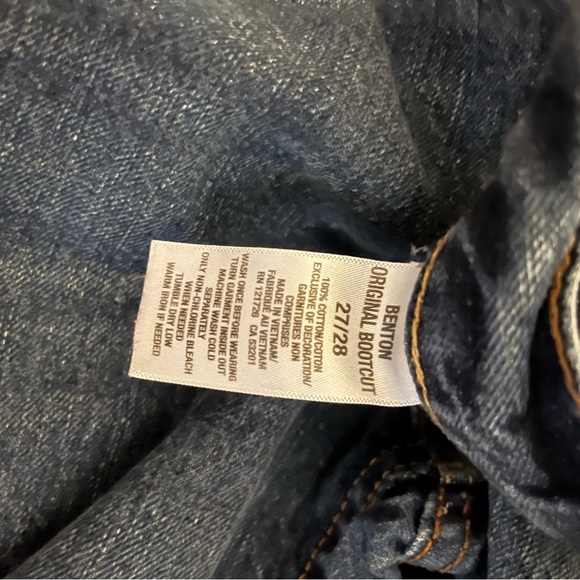 BENTON
ORIGINAL BOOTCUT
27/28
100% COTTON/COTON
EXCLUSIVE OF DECORATION/
GARNITURES NON
COMPRISES
MADE IN VIETNAM/
FABRIQUÉ AU VIETNAM
RN 121726 CA 53201
WASH ONCE BEFORE WEARING
TURN GARMENT INSIDE OUT
MACHINE WASH COLD
SEPARATELY
ONLY NON-CHLORINE BLEACH
WHEN NEEDED
TUMBLE DRY LOW
WARM IRON IF NEEDED